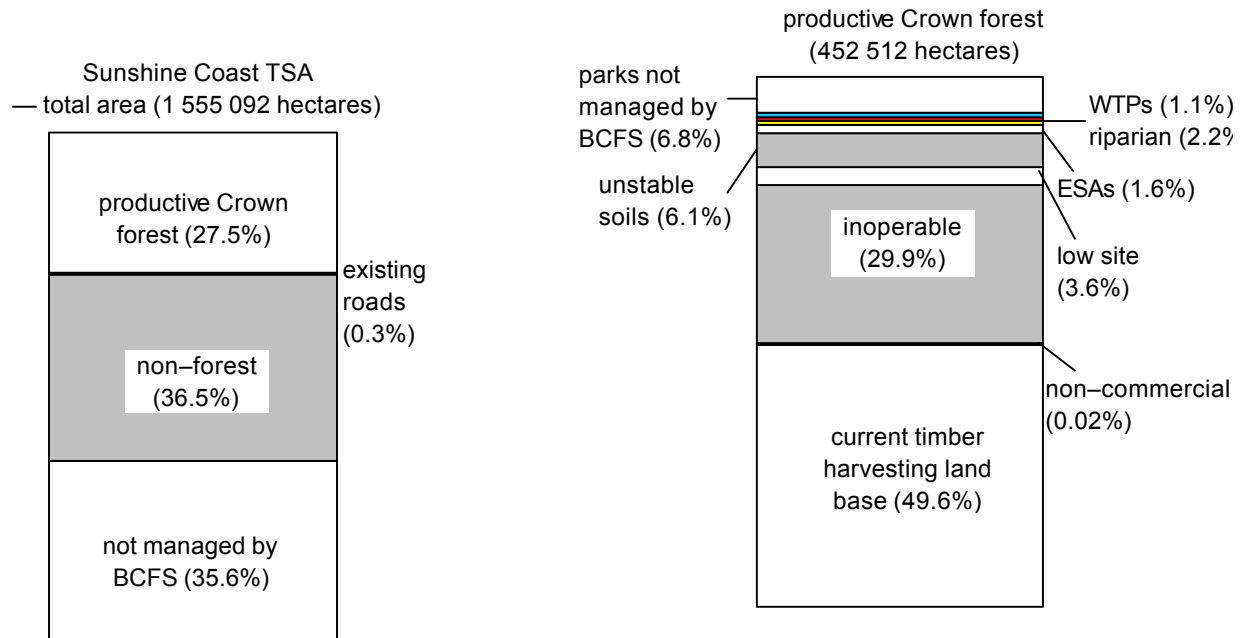 Sunshine Coast TSA
— total area (1 555 092 hectares)
productive Crown
forest (27.5%)
existing
roads
(0.3%)
non–forest
(36.5%)
not managed by
BCFS (35.6%)
productive Crown forest
(452 512 hectares)
parks not
managed by
BCFS (6.8%)
WTPs (1.1%)
riparian (2.2%
unstable
soils (6.1%)
ESAs (1.6%)
inoperable
(29.9%)
low site
(3.6%)
non–commercial
(0.02%)
current timber
harvesting land
base (49.6%)